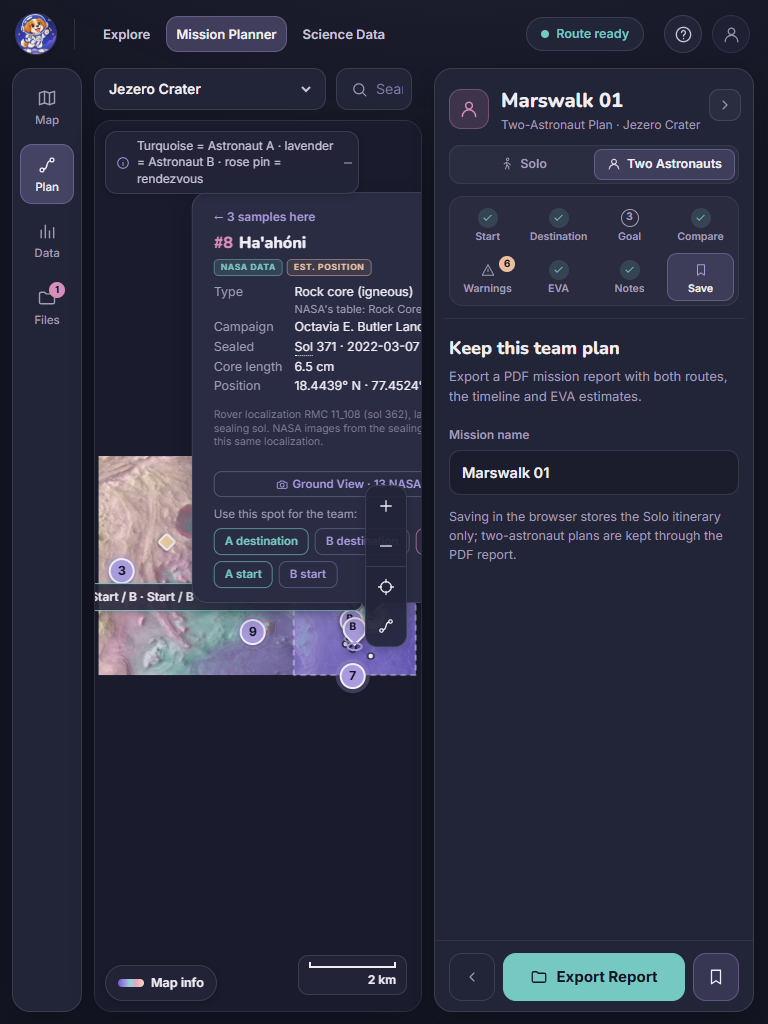 Explore
Mission Planner
Science Data
Route ready
Map
Plan
Data
1
Files
Jezero Crater
Sear
Turquoise = Astronaut A · lavender
= Astronaut B · rose pin =
rendezvous
← 3 samples here
#8 Ha'ahóni
NASA DATA
EST. POSITION
Type Rock core (igneous)
NASA's table: Rock Core
Campaign Octavia E. Butler Land
Sealed Sol 371 · 2022-03-07
Core length 6.5 cm
Position 18.4439° N · 77.4524°
Rover localization RMC 11_108 (sol 362), la
sealing sol. NASA images from the sealing
this same localization.
Ground View · 13 NASA
Use this spot for the team:
A destination
B destination
A start
B start
3
Start / B · Start / B
9
B
7
Map info
2 km
Marswalk 01
Two-Astronaut Plan · Jezero Crater
Solo
Two Astronauts
Start
Destination
3
Goal
Compare
6
Warnings
EVA
Notes
Save
Keep this team plan
Export a PDF mission report with both routes,
the timeline and EVA estimates.
Mission name
Marswalk 01
Saving in the browser stores the Solo itinerary
only; two-astronaut plans are kept through the
PDF report.
Export Report